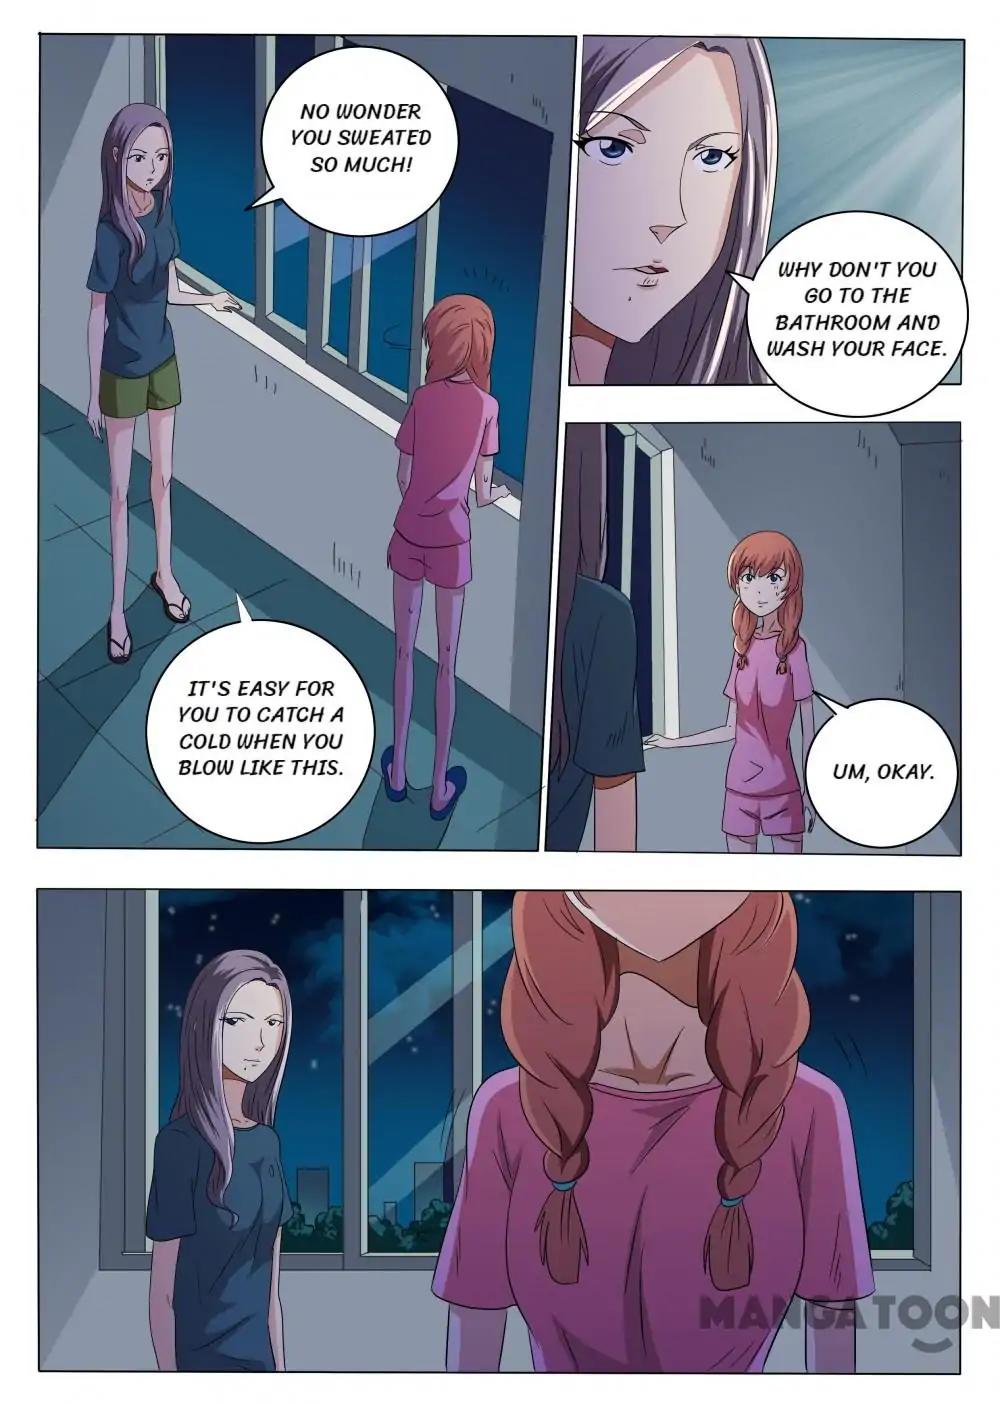 NO WONDER
YOU SWEATED
SO MUCH!
WHY DON'T YOU
GO TO THE
BATHROOM AND
WASH YOUR FACE.
IT'S EASY FOR
YOU TO CATCH A
COLD WHEN YOU
BLOW LIKE THIS.
UM, OKAY.
MANGATOON